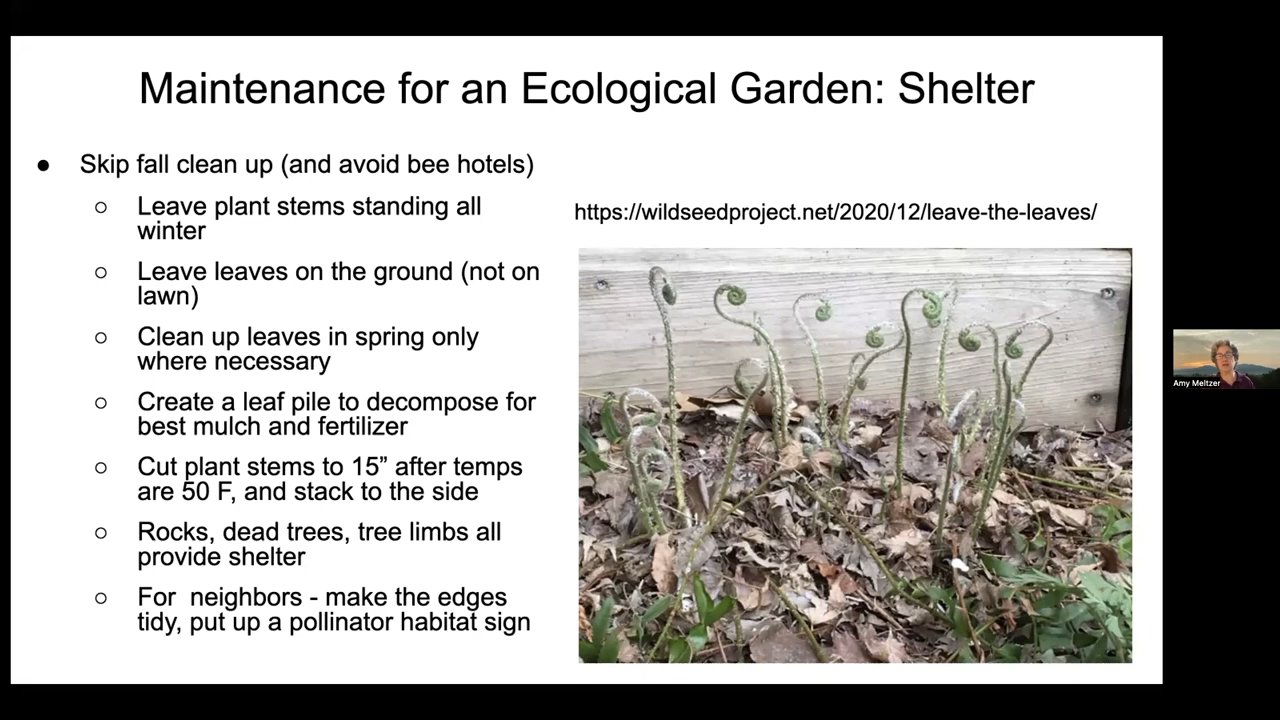 Maintenance for an Ecological Garden: Shelter
● Skip fall clean up (and avoid bee hotels)
○ Leave plant stems standing all
winter
○ Leave leaves on the ground (not on
lawn)
○ Clean up leaves in spring only
where necessary
○ Create a leaf pile to decompose for
best mulch and fertilizer
○ Cut plant stems to 15” after temps
are 50 F, and stack to the side
○ Rocks, dead trees, tree limbs all
provide shelter
○ For  neighbors - make the edges
tidy, put up a pollinator habitat sign
https://wildseedproject.net/2020/12/leave-the-leaves/
Amy Meltzer